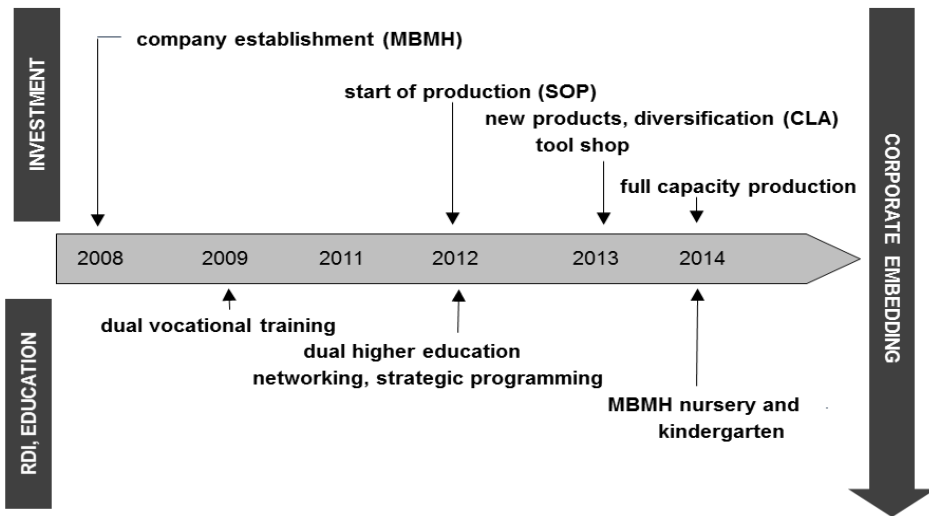 INVESTMENT
company establishment (MBMH)
start of production (SOP)
new products, diversification (CLA)
tool shop
full capacity production
2008 2009 2011 2012 2013 2014
dual vocational training
dual higher education
networking, strategic programming
MBMH nursery and
kindergarten
RDI, EDUCATION
CORPORATE EMBEDDING